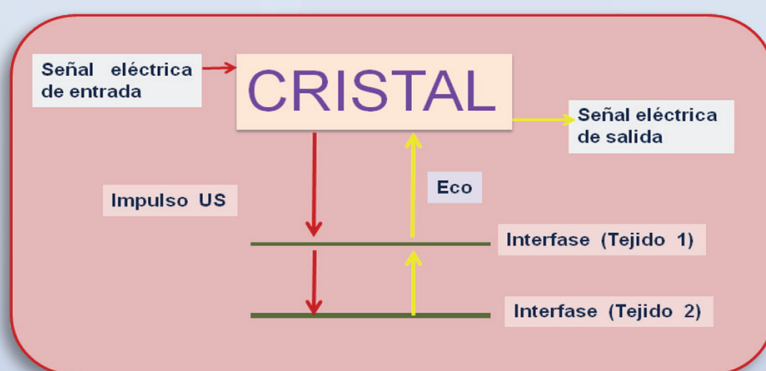 Señal eléctrica
de entrada
CRISTAL
Señal eléctrica
de salida
Impulso US
Eco
Interfase (Tejido 1)
Interfase (Tejido 2)